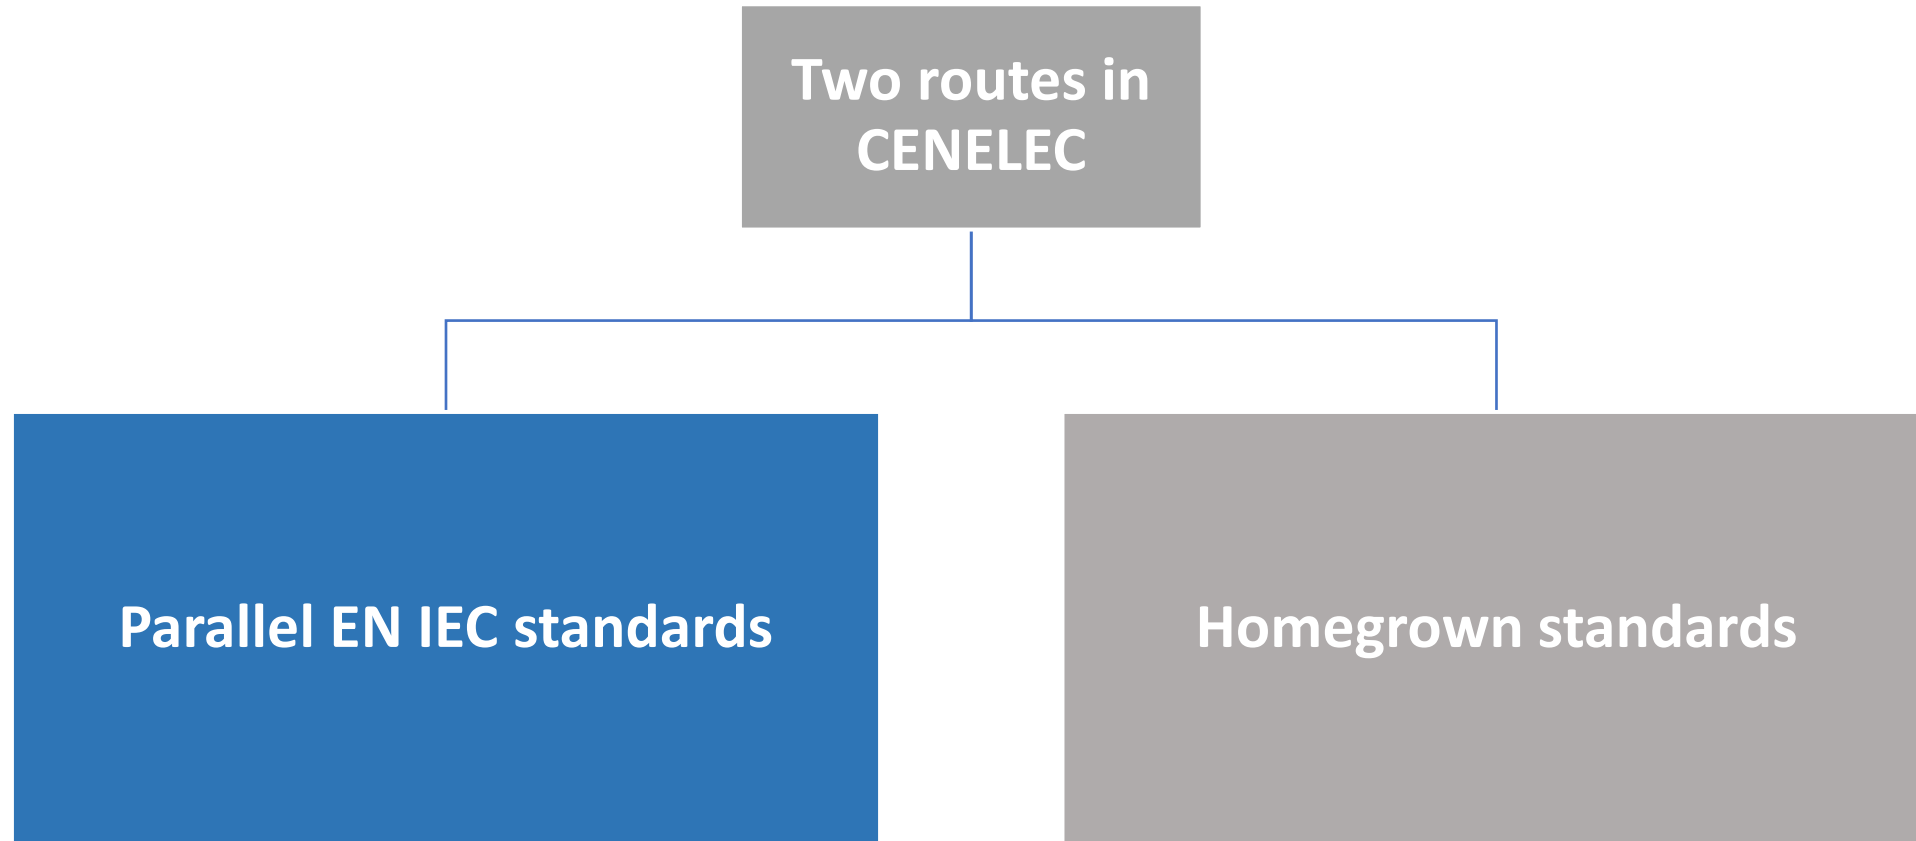 Two routes in
CENELEC
Parallel EN IEC standards
Homegrown standards